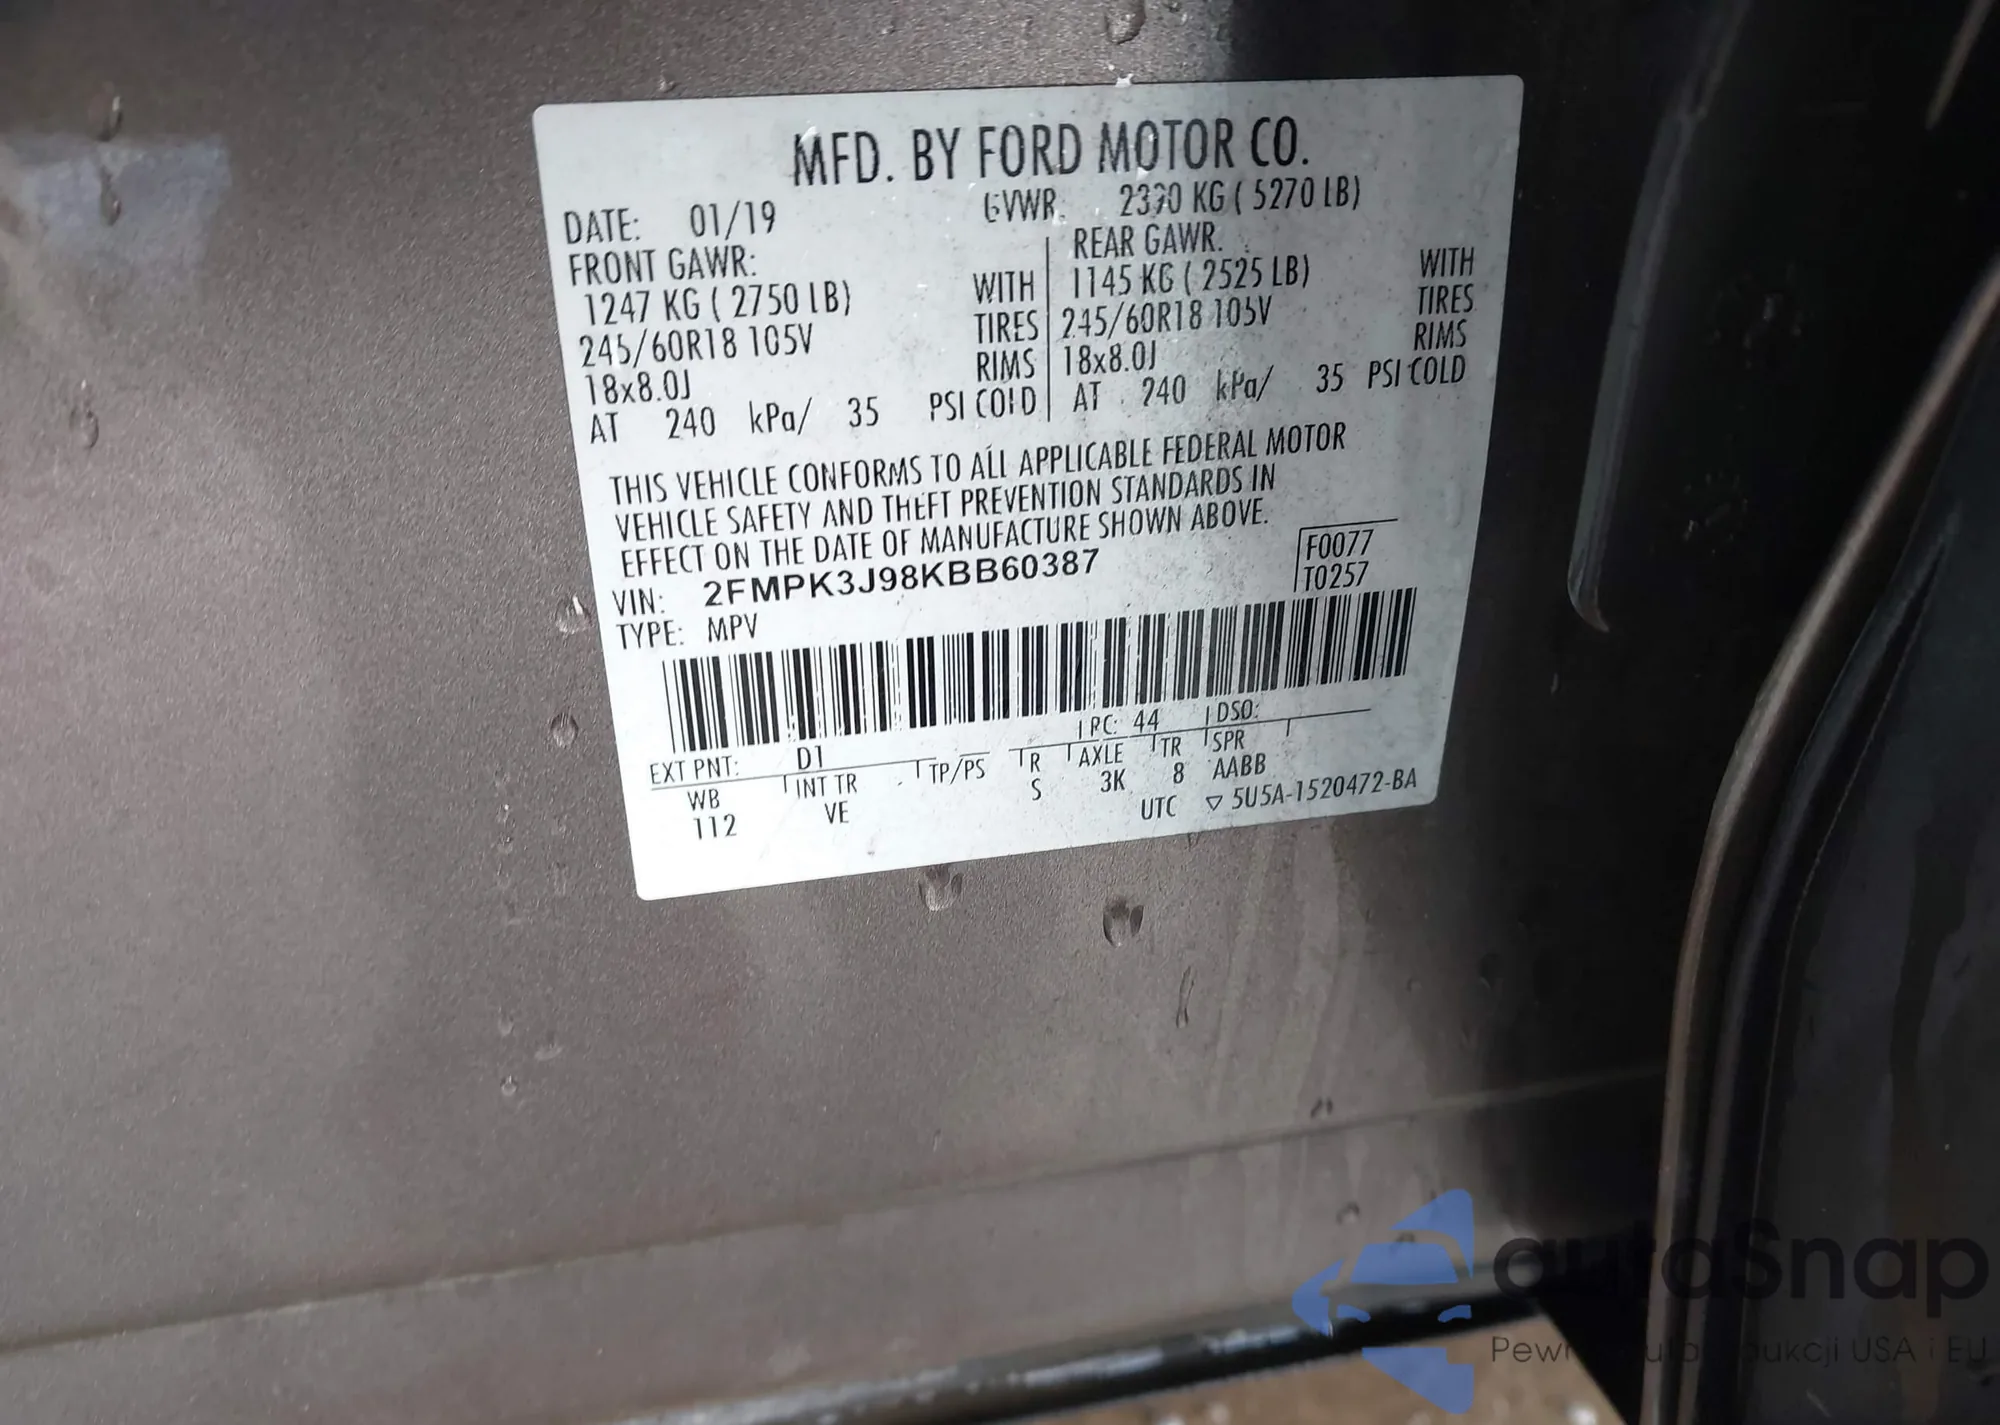 MFD. BY FORD MOTOR CO.
DATE: 01/19 GVWR: 2390 KG ( 5270 LB)
FRONT GAWR: REAR GAWR:
1247 KG ( 2750 LB) WITH 1145 KG ( 2525 LB) WITH
245/60R18 105V TIRES 245/60R18 105V TIRES
18x8.0J RIMS 18x8.0J RIMS
AT 240 kPa/ 35 PSI COLD AT 240 kPa/ 35 PSI COLD
THIS VEHICLE CONFORMS TO ALL APPLICABLE FEDERAL MOTOR
VEHICLE SAFETY AND THEFT PREVENTION STANDARDS IN
EFFECT ON THE DATE OF MANUFACTURE SHOWN ABOVE.
VIN: 2FMPK3J98KBB60387 F0077
TYPE: MPV T0257
EXT PNT: D1 RC: 44 DSO:
WB INT TR TP/PS R AXLE TR SPR
112 VE S 3K 8 AABB
UTC ▽ 5U5A-1520472-BA
autoSnap
USA i EU